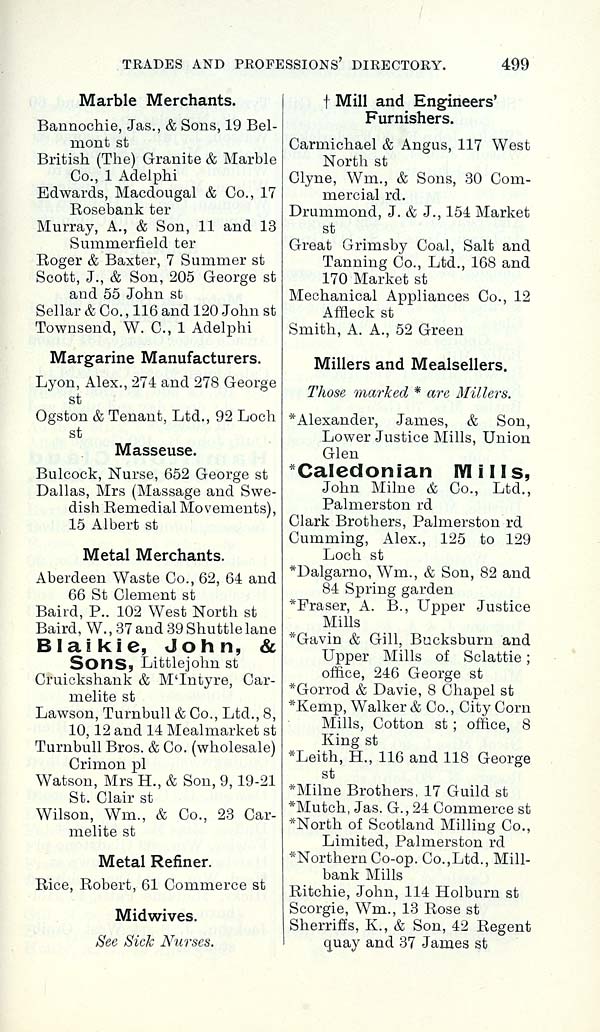 TRADES AND PROFESSIONS' DIRECTORY. 499
Marble Merchants.
Bannochie, Jas., & Sons, 19 Bel-
mont st
British (The) Granite & Marble
Co., 1 Adelphi
Edwards, Macdougal & Co., 17
Rosebank ter
Murray, A., & Son, 11 and 13
Summerfield ter
Roger & Baxter, 7 Summer st
Scott, J., & Son, 205 George st
and 55 John st
Sellar & Co., 116 and 120 John st
Townsend, W. C., 1 Adelphi
Margarine Manufacturers.
Lyon, Alex., 274 and 278 George
st
Ogston & Tenant, Ltd., 92 Loch
st
Masseuse.
Bulcock, Nurse, 652 George st
Dallas, Mrs (Massage and Swe-
dish Remedial Movements),
15 Albert st
Metal Merchants.
Aberdeen Waste Co., 62, 64 and
66 St Clement st
Baird, P.. 102 West North st
Baird, W., 37 and 39 Shuttle lane
Blaikie, John, &
Sons, Littlejohn st
Cruickshank & M'Intyre, Car-
melite st
Lawson, Turnbull & Co., Ltd., 8,
10, 12 and 14 Mealmarket st
Turnbull Bros. & Co. (wholesale)
Crimon pl
Watson, Mrs H., & Son, 9, 19-21
St. Clair st
Wilson, Wm., & Co., 23 Car-
melite st
Metal Refiner.
Rice, Robert, 61 Commerce st
Midwives.
See Sick Nurses.
† Mill and Engineers'
Furnishers.
Carmichael & Angus, 117 West
North st
Clyne, Wm., & Sons, 30 Com-
mercial rd.
Drummond, J. & J., 154 Market
st
Great Grimsby Coal, Salt and
Tanning Co., Ltd., 168 and
170 Market st
Mechanical Appliances Co., 12
Affleck st
Smith, A. A., 52 Green
Millers and Mealsellers.
Those marked * are Millers.
*Alexander, James, & Son,
Lower Justice Mills, Union
Glen
*Caledonian Mills,
John Milne & Co., Ltd.,
Palmerston rd
Clark Brothers, Palmerston rd
Cumming, Alex., 125 to 129
Loch st
*Dalgarno, Wm., & Son, 82 and
84 Spring garden
*Fraser, A. B., Upper Justice
Mills
*Gavin & Gill, Bucksburn and
Upper Mills of Sclattie ;
office, 246 George st
*Gorrod & Davie, 8 Chapel st
*Kemp, Walker & Co., City Corn
Mills, Cotton st ; office, 8
King st
*Leith, H., 116 and 118 George
st
*Milne Brothers, 17 Guild st
*Mutch, Jas. G., 24 Commerce st
*North of Scotland Milling Co.,
Limited, Palmerston rd
*Northern Co-op. Co., Ltd., Mill-
bank Mills
Ritchie, John, 114 Holburn st
Scorgie, Wm., 13 Rose st
Sherriffs, K., & Son, 42 Regent
quay and 37 James st